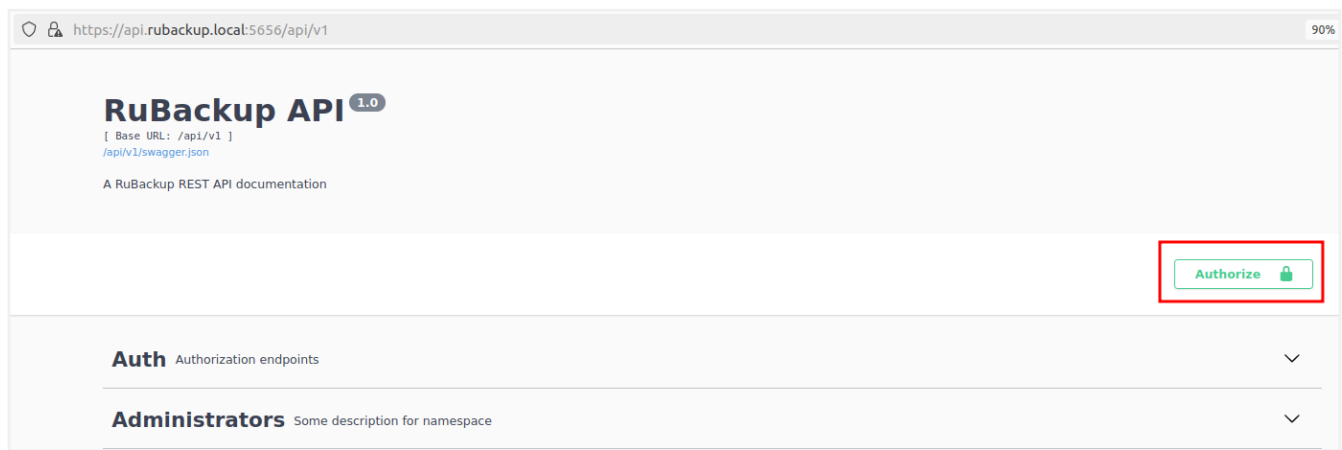 https://api.rubackup.local:5656/api/v1
90%
RuBackup API 1.0
[ Base URL: /api/v1 ]
/api/v1/swagger.json
A RuBackup REST API documentation
Authorize
Auth Authorization endpoints
Administrators Some description for namespace